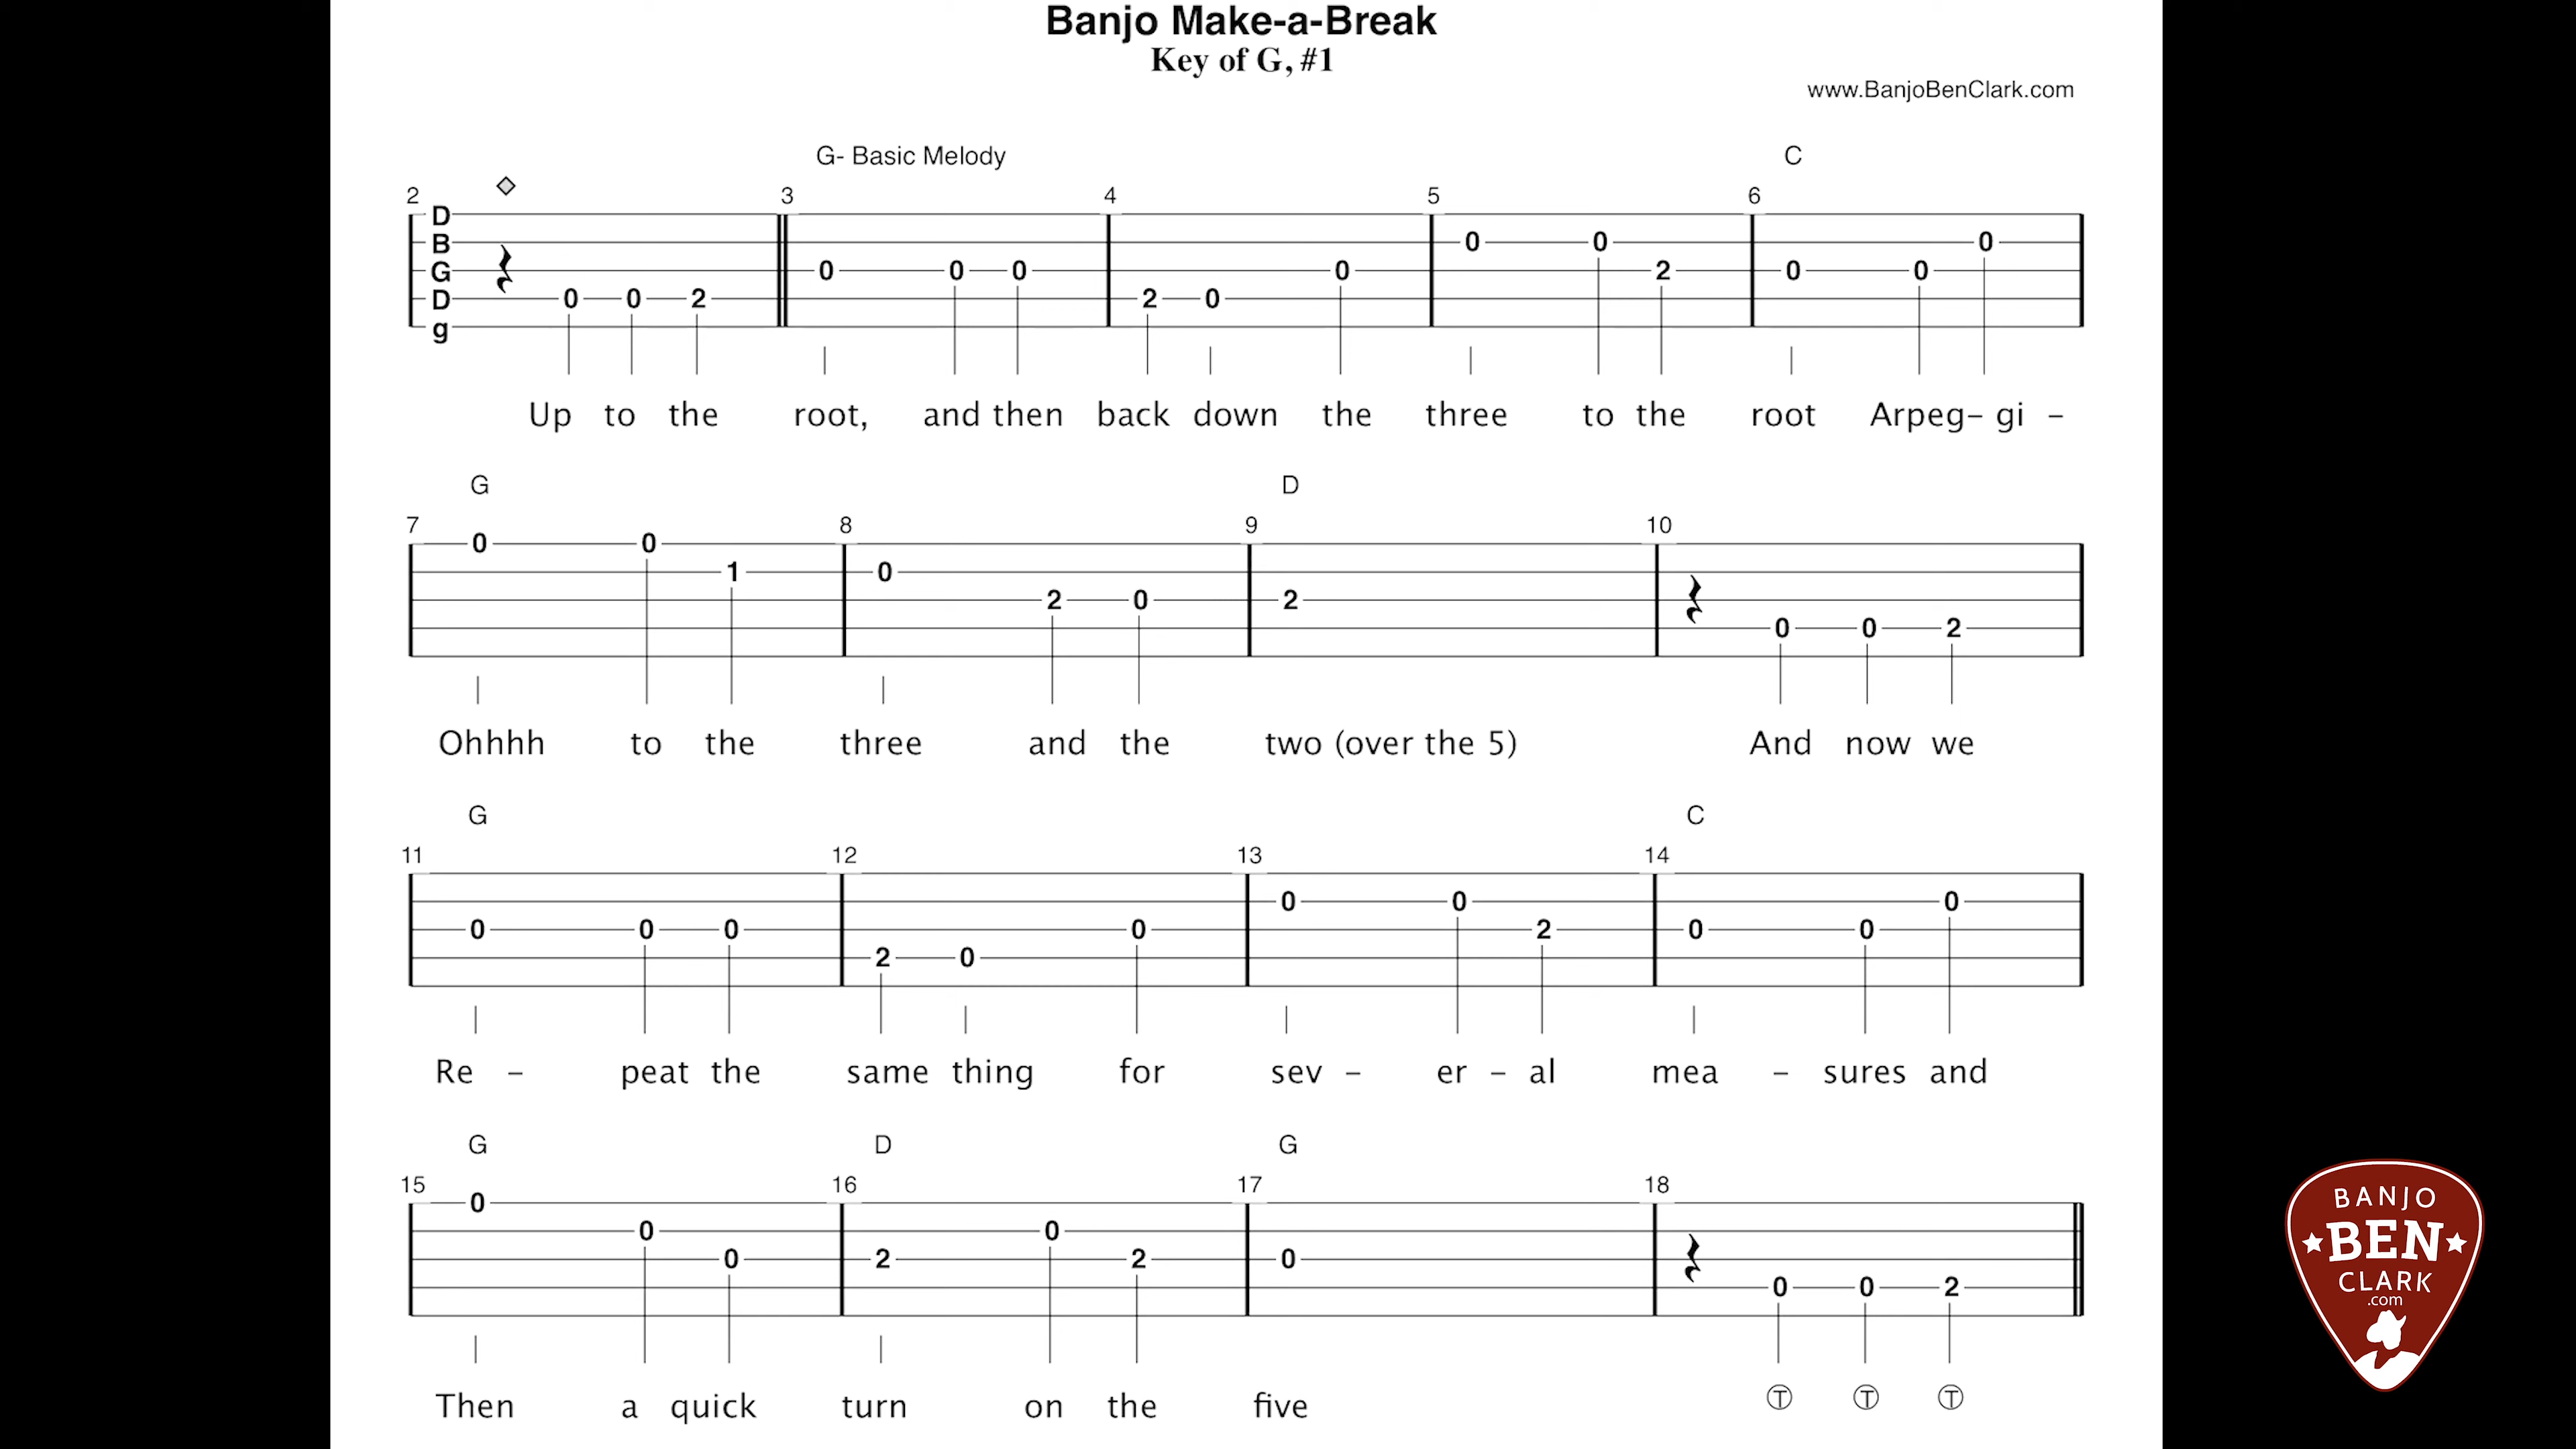 Banjo Make-a-Break
Key of G, #1
www.BanjoBenClark.com
G- Basic Melody C
2 3 4 5 6
D
B 0 0 0
G 0 0 0 0 2 0 0
D 0 0 2 2 0
g
Up to the root, and then back down the three to the root Arpeg- gi -
G D
7 8 9 10
0 0
1 0
2 0 2
0 0 2
Ohhhh to the three and the two (over the 5) And now we
G C
11 12 13 14
0 0 0
0 0 0 0 2 0 0
2 0
Re - peat the same thing for sev - er - al mea - sures and
G D G
15 16 17 18
0
0 0
0 2 2 0
0 0 2
Then a quick turn on the five T T T
BANJO
BEN
CLARK
.com